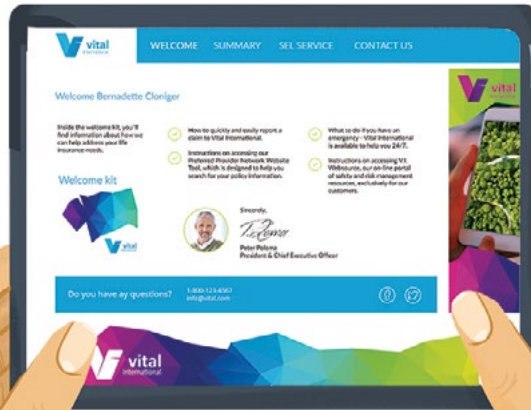 vital
international
WELCOME SUMMARY SEL SERVICE CONTACT US
Welcome Bernadette Cloniger
Inside the welcome kit, you'll
find information about how we
can help address your life
insurance needs.
How to quickly and easily report a
claim to Vital International.
Instructions on accessing our
Preferred Provider Network Website
Tool, which is designed to help you
search for your policy information.
What to do if you have an
emergency - Vital International
is available to help you 24/7.
Instructions on accessing V.I.
Websource, our on-line portal
of safety and risk management
resources, exclusively for our
customers.
Welcome kit
vital
international
Sincerely,
Peter Paloma
President & Chief Executive Officer
vital
international
Do you have ay questions?
1-800-123-4567
info@vital.com
vital
international